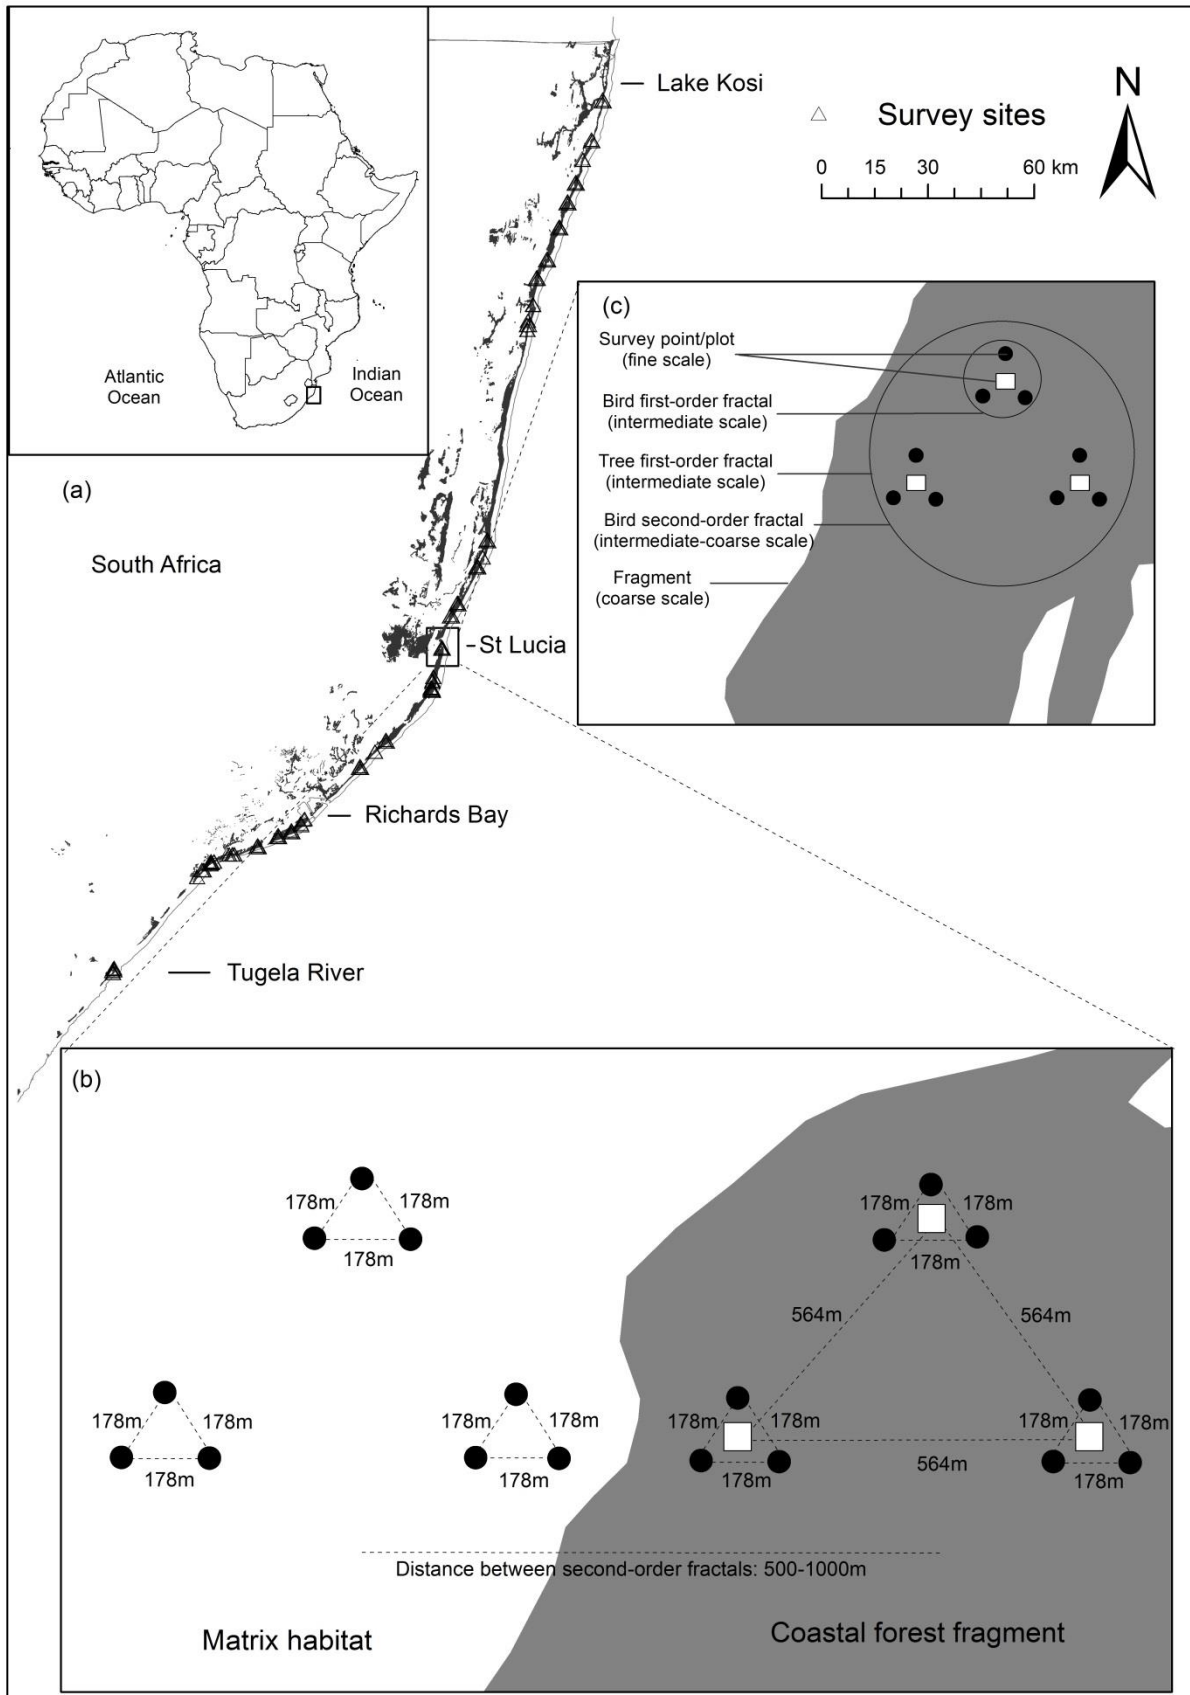 Lake Kosi
N
Survey sites
0 15 30 60 km
Atlantic
Ocean
Indian
Ocean
(a)
South Africa
St Lucia
Richards Bay
Tugela River
(c)
Survey point/plot
(fine scale)
Bird first-order fractal
(intermediate scale)
Tree first-order fractal
(intermediate scale)
Bird second-order fractal
(intermediate-coarse scale)
Fragment
(coarse scale)
(b)
178m 178m
178m
178m 178m
178m
564m 564m
178m 178m
178m
178m 178m
178m
178m 178m
178m
178m 178m
178m
564m
Distance between second-order fractals: 500-1000m
Matrix habitat
Coastal forest fragment